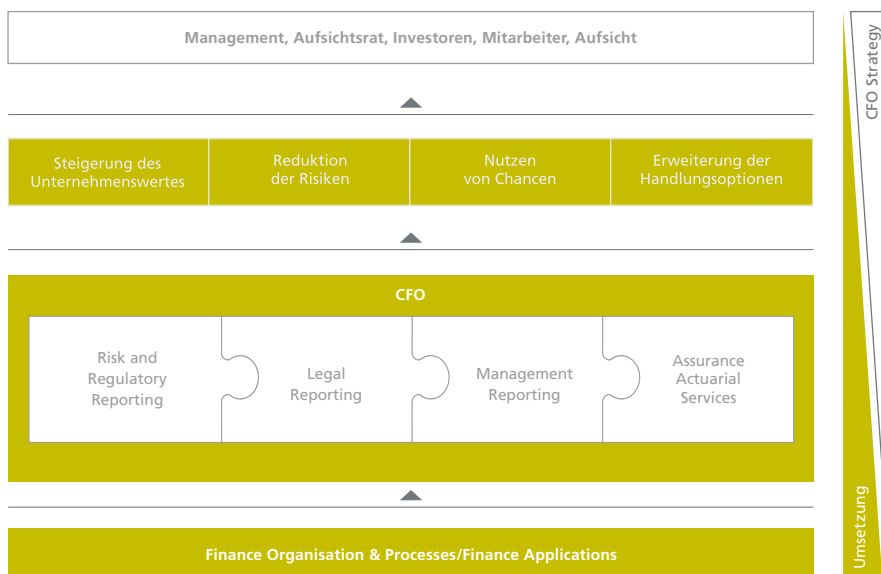 Management, Aufsichtsrat, Investoren, Mitarbeiter, Aufsicht
Steigerung des
Unternehmenswertes
Reduktion
der Risiken
Nutzen
von Chancen
Erweiterung der
Handlungsoptionen
CFO
Risk and
Regulatory
Reporting
Legal
Reporting
Management
Reporting
Assurance
Actuarial
Services
Finance Organisation & Processes/Finance Applications
CFO Strategy
Umsetzung